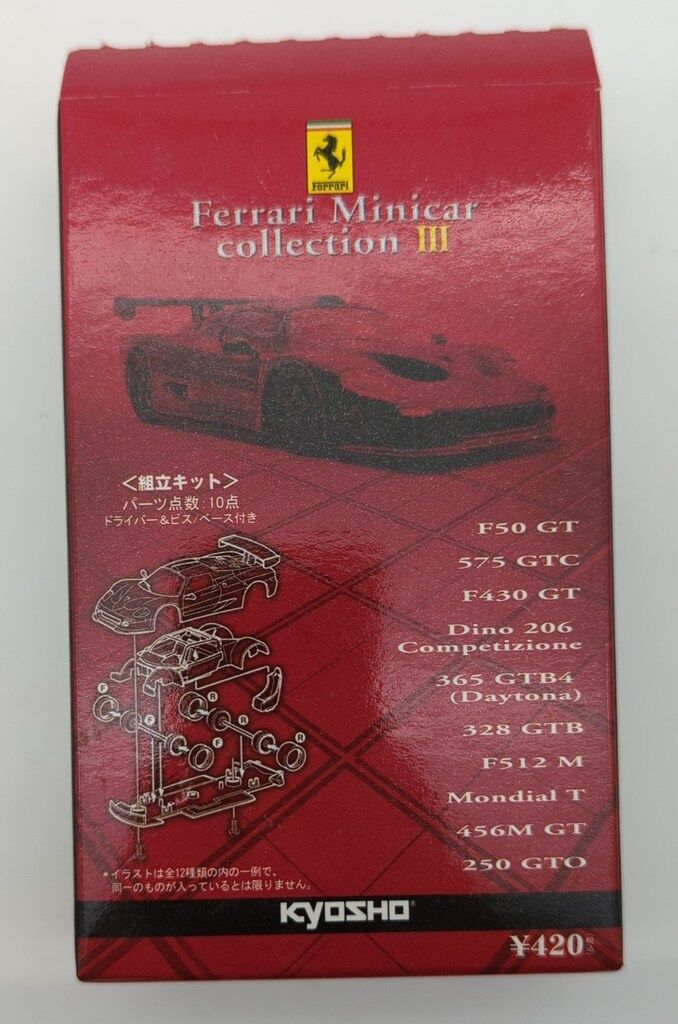 Ferrari
Ferrari Minicar
collection III
<組立キット>
パーツ点数:10点
ドライバー&ビス/ベース付き
F50 GT
575 GTC
F430 GT
Dino 206
Competizione
365 GTB4
(Daytona)
328 GTB
F512 M
Mondial T
456M GT
250 GTO
F
F
R
F
R
R
*イラストは全12種類の内の一例で、
同一のものが入っているとは限りません。
KYOSHO
¥420(税込)